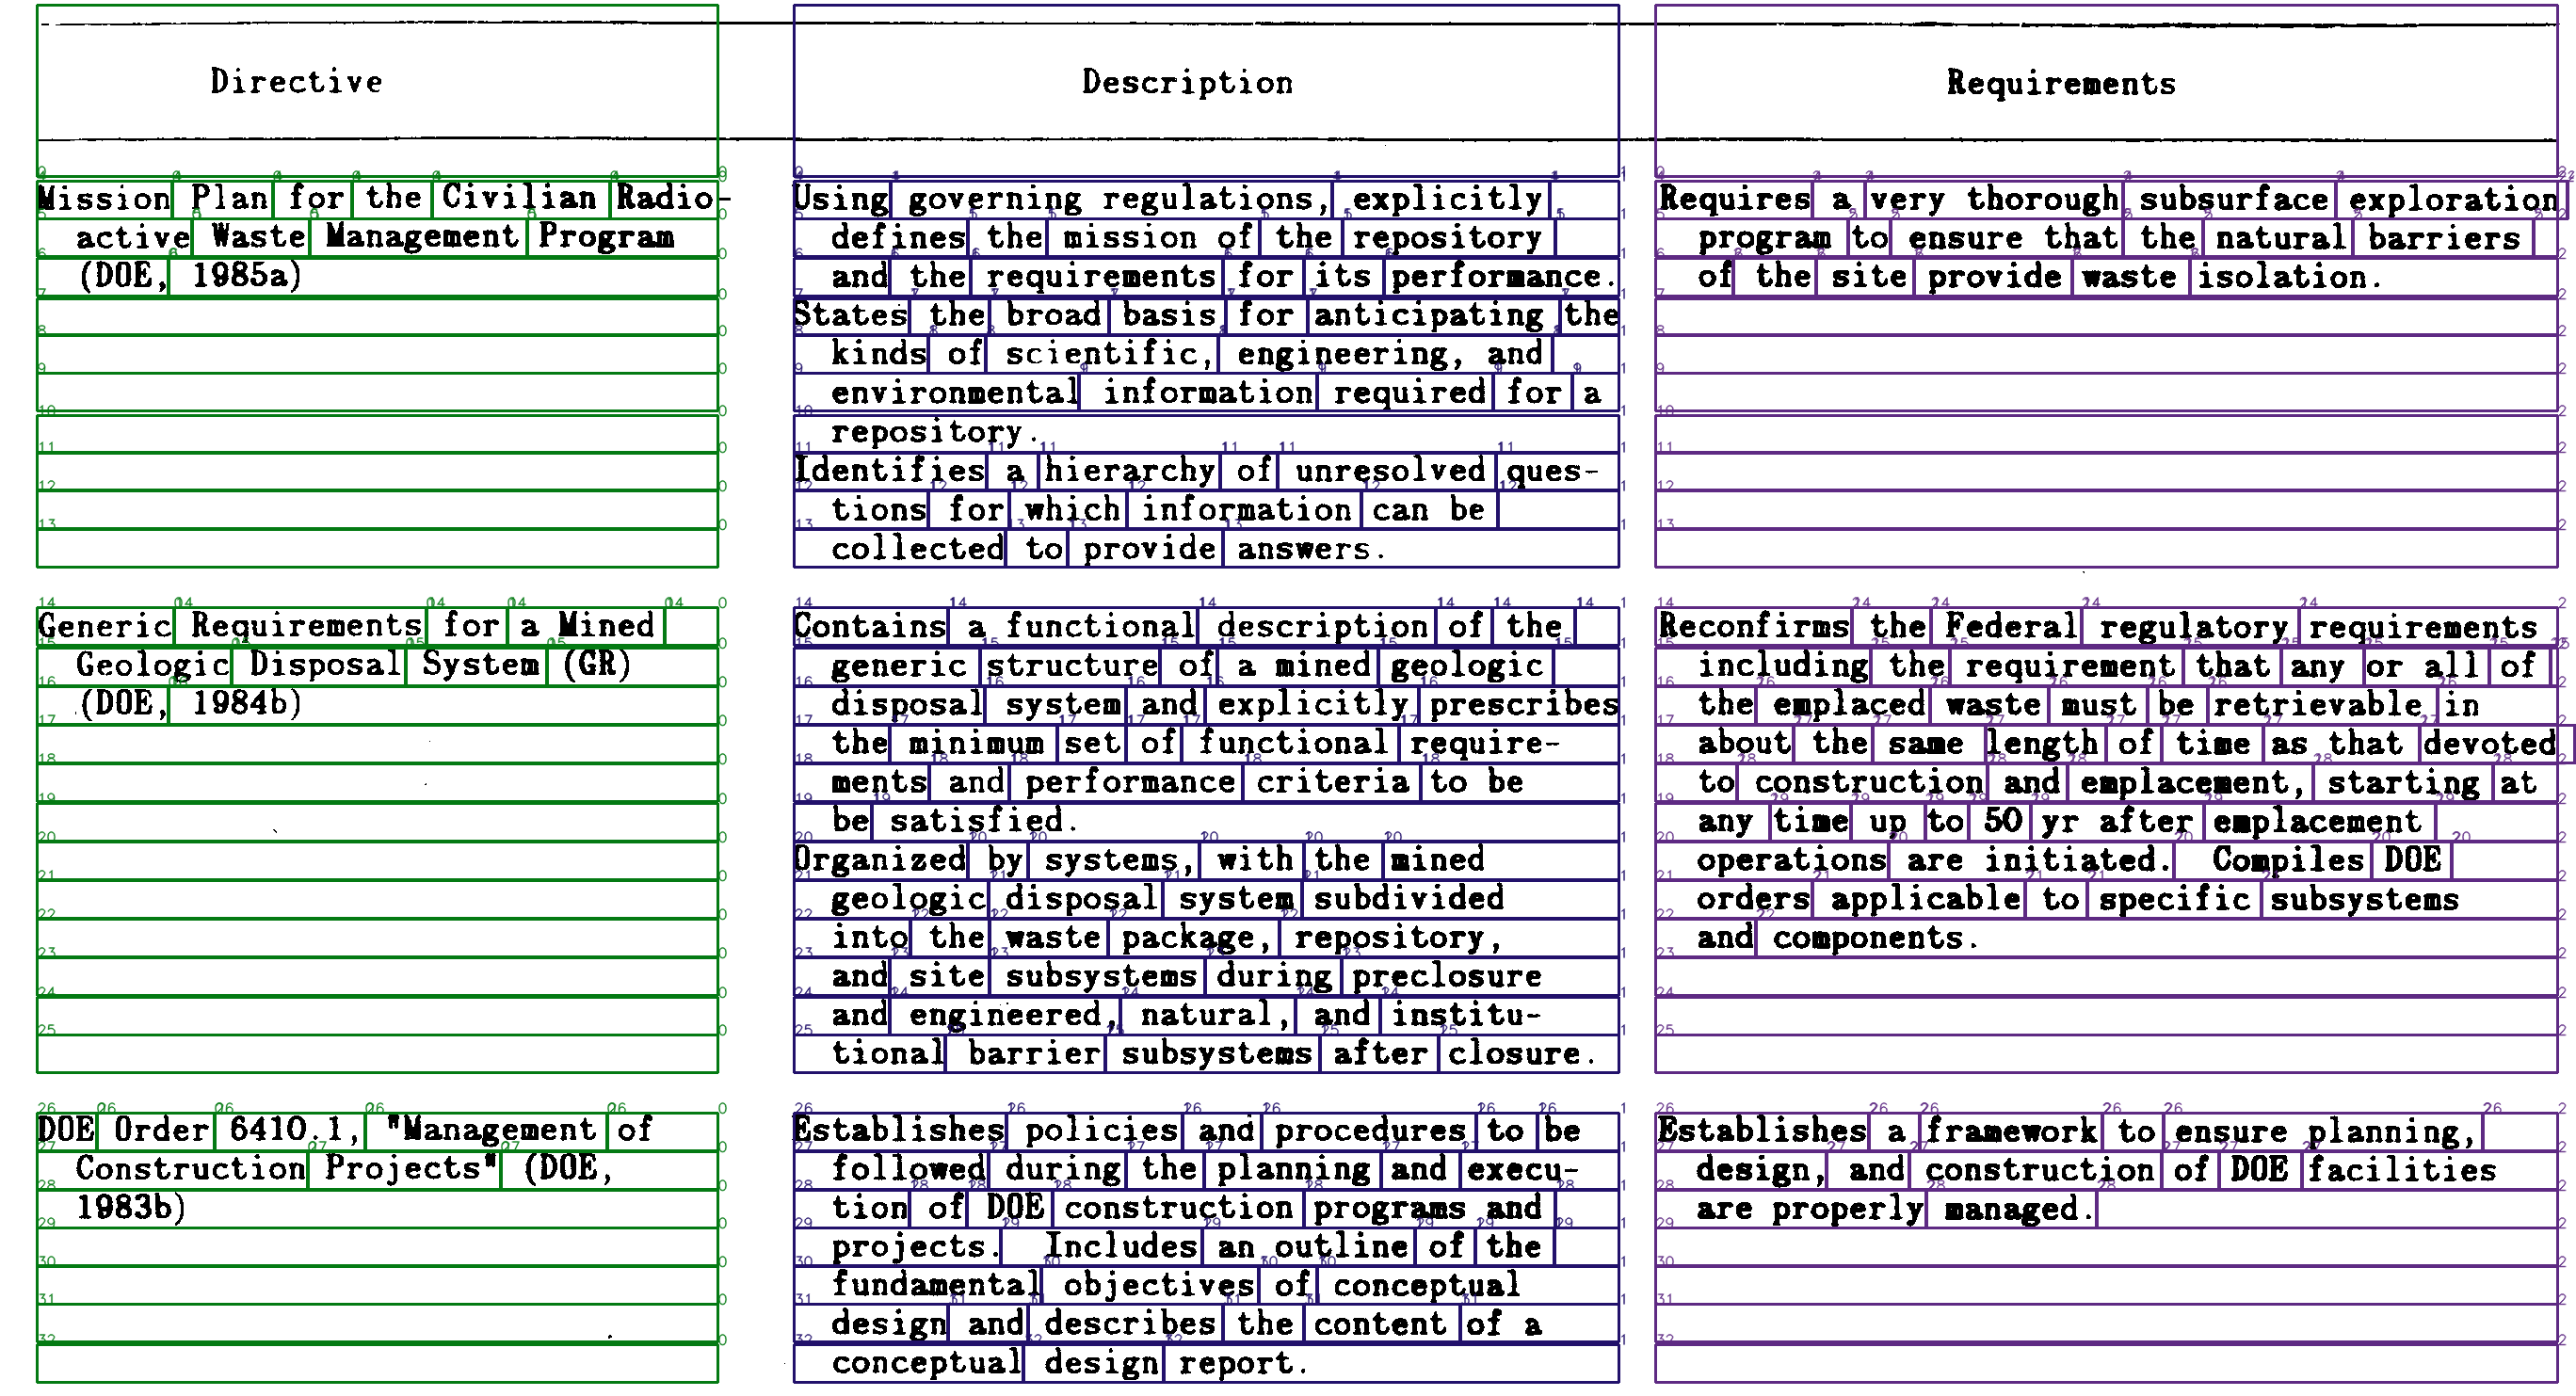 Directive Description Requirements
Mission Plan for the Civilian Radio- Using governing regulations, explicitly Requires a very thorough subsurface exploration
active Waste Management Program defines the mission of the repository program to ensure that the natural barriers
(DOE, 1985a) and the requirements for its performance. of the site provide waste isolation.
States the broad basis for anticipating the
kinds of scientific, engineering, and
environmental information required for a
repository.
Identifies a hierarchy of unresolved ques-
tions for which information can be
collected to provide answers.
Generic Requirements for a Mined Contains a functional description of the Reconfirms the Federal regulatory requirements
Geologic Disposal System (GR) generic structure of a mined geologic including the requirement that any or all of
(DOE, 1984b) disposal system and explicitly prescribes the emplaced waste must be retrievable in
the minimum set of functional require- about the same length of time as that devoted
ments and performance criteria to be to construction and emplacement, starting at
be satisfied. any time up to 50 yr after emplacement
Organized by systems, with the mined operations are initiated. Compiles DOE
geologic disposal system subdivided orders applicable to specific subsystems
into the waste package, repository, and components.
and site subsystems during preclosure
and engineered, natural, and institu-
tional barrier subsystems after closure.
DOE Order 6410.1, "Management of Establishes policies and procedures to be Establishes a framework to ensure planning,
Construction Projects" (DOE, followed during the planning and execu- design, and construction of DOE facilities
1983b) tion of DOE construction programs and are properly managed.
projects. Includes an outline of the
fundamental objectives of conceptual
design and describes the content of a
conceptual design report.